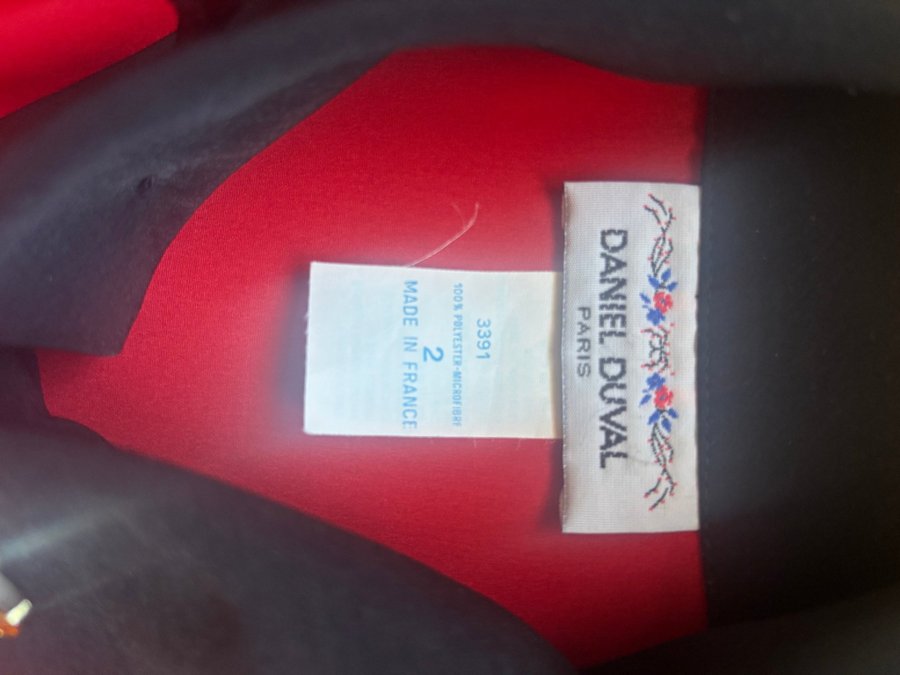 DANIEL DUVAL
PARIS
3391
100% POLYESTER-MICROFIBRE
2
MADE IN FRANCE